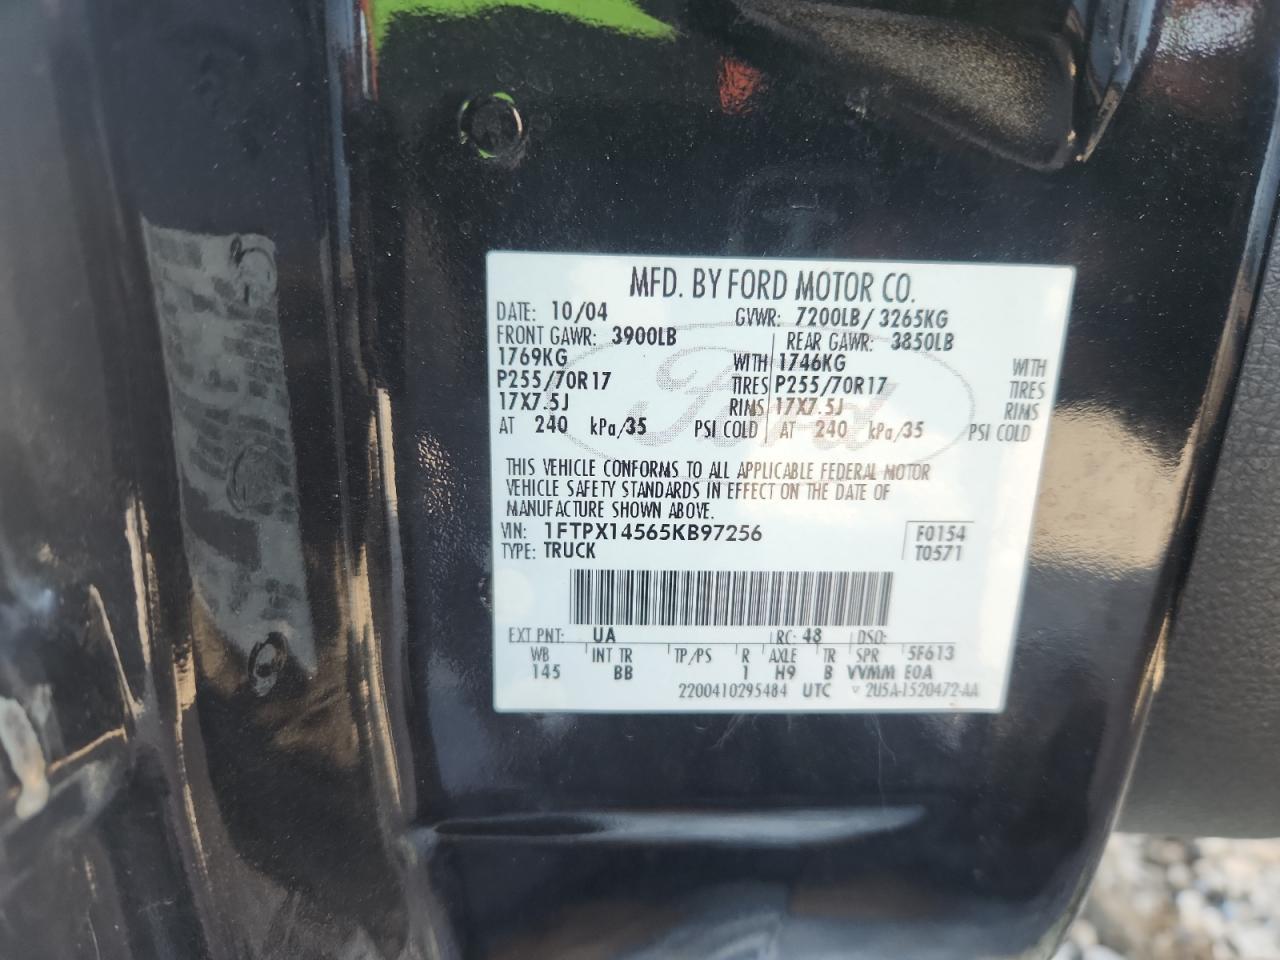 MFD. BY FORD MOTOR CO.
DATE: 10/04 GVWR: 7200LB/ 3265KG
FRONT GAWR: 3900LB REAR GAWR: 3850LB
1769KG WITH 1746KG WITH
P255/70R17 TIRES P255/70R17 TIRES
17X7.5J RIMS 17X7.5J RIMS
AT 240 kPa/35 PSI COLD AT 240 kPa/35 PSI COLD
Ford
THIS VEHICLE CONFORMS TO ALL APPLICABLE FEDERAL MOTOR
VEHICLE SAFETY STANDARDS IN EFFECT ON THE DATE OF
MANUFACTURE SHOWN ABOVE.
VIN: 1FTPX14565KB97256 F0154
TYPE: TRUCK T0571
EXT PNT: UA RC: 48 DSO:
WB INT TR TP/PS R AXLE TR SPR 5F613
145 BB 1 H9 B VVMM E0A
2200410295484 UTC ▽ 2U5A-1520472-AA